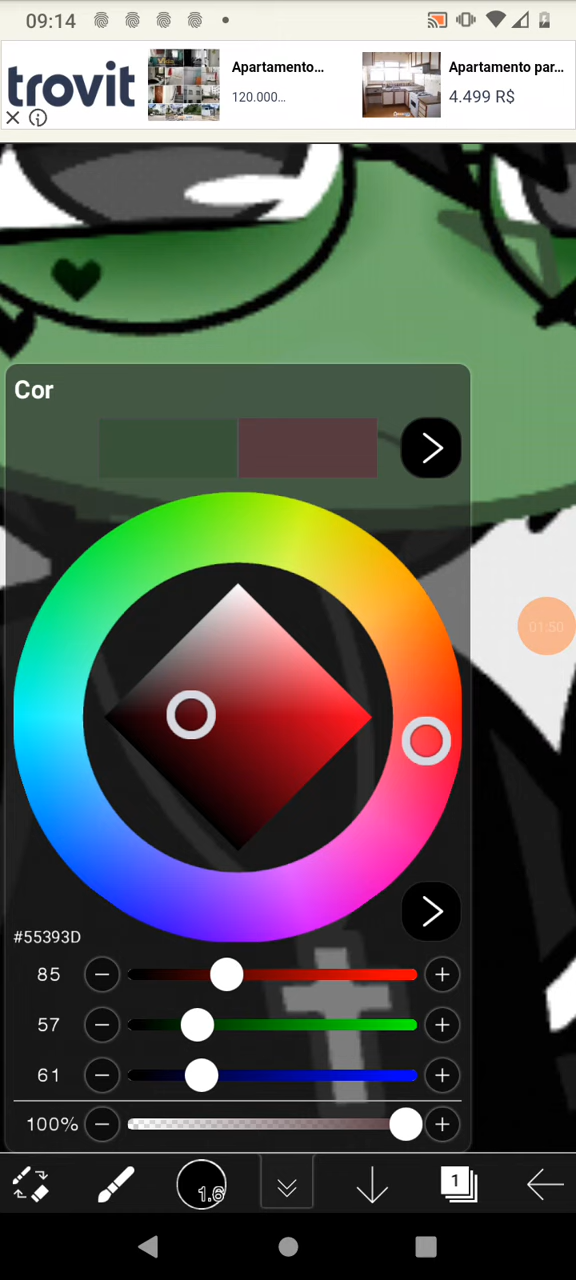 09:14
trovit
Apartamento...
120.000...
Apartamento par...
4.499 R$
Cor
01:50
#55393D
85
57
61
100%
1.6
1